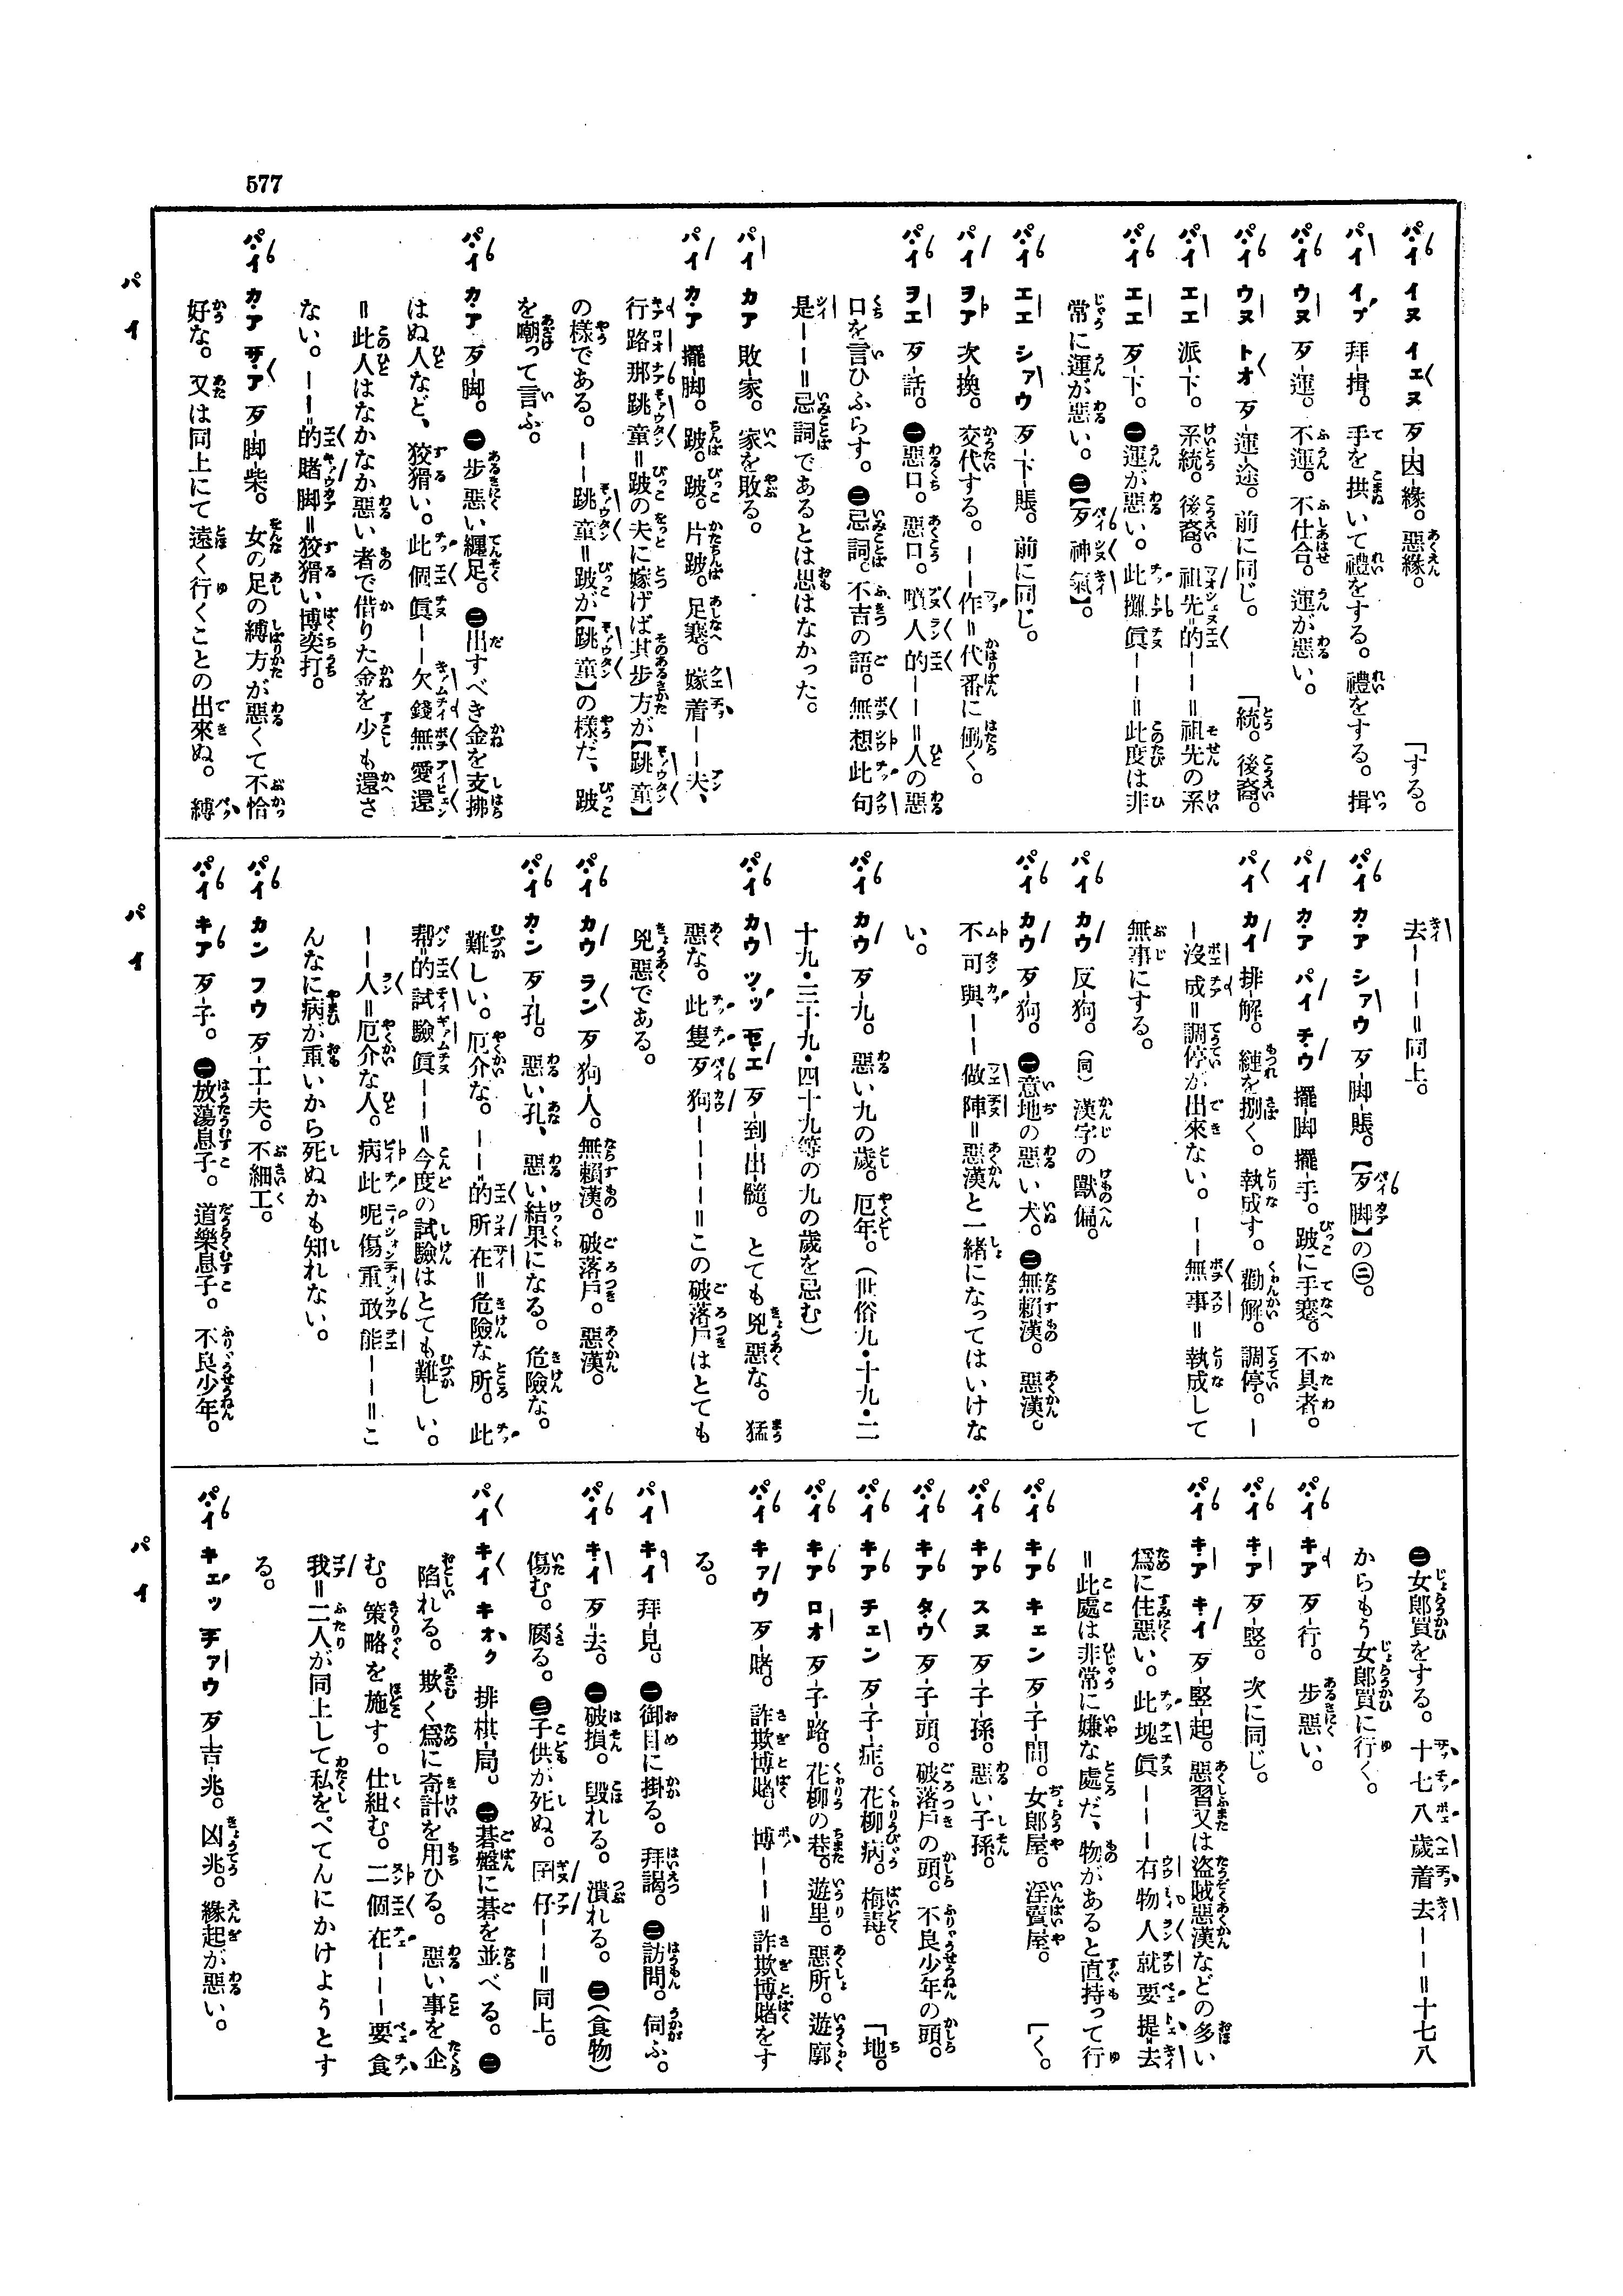 577
パイ イヌ イェヌ 歹-因-緣。惡緣。 「する。
パイ イプ 拜-揖。手を拱いて禮をする。禮をする。揖
パイ ウヌ 歹-運。不運。不仕合。運が惡い。
パイ ウヌ トオ 歹-運-途。前に同じ。 「統。後裔。
パイ エエ 派-下。系統。後裔。祖先的ーー=祖先の系
パイ エエ 歹-下。㊀運が惡い。此攤眞ーー=此度は非
常に運が惡い。㊁【歹神氣】。
パイ エエ シァウ 歹-下-賬。前に同じ。
パイ ヲア 次-換。交代する。ーー作=代番に働く。
パイ ヲエ 歹-話。㊀惡口。惡口。噴人的ーー=人の惡
口を言ひふらす。㊁忌詞。不吉の語。無想此句
是ーー=忌詞であるとは思はなかった。
パイ カア 敗-家。家を敗る。
パイ カア 擺-脚。跛。跛。片跛。足蹇。嫁着ーー夫、
行路那跳童=跛の夫に嫁げば其步方が【跳童】
の樣である。ーー跳童=跛が【跳童】の樣だ、跛
を嘲って言ふ。
パイ カア 歹-脚。㊀步惡い纏足。㊁出すべき金を支拂
はぬ人など、狡猾い。此個眞ーー欠錢無愛還
=此人はなかなか惡い者で借りた金を少も還さ
ない。ーー的賭脚=狡猾い博奕打。
パイ カア サア 歹-脚-柴。女の足の縛方が惡くて不恰
好な。又は同上にて遠く行くことの出來ぬ。縛
パイ
去ーーー=同上。
パイ カア シァウ 歹-脚-賬。【歹脚】の㊁。
パイ カア パイ チウ 擺-脚 擺-手。跛に手蹇。不具者。
パイ カイ 排-解。縺を捌く。執成す。勸解。調停。ー
ー沒成=調停が出來ない。ーー無事=執成して
無事にする。
パイ カウ 反-狗。(同)漢字の獸偏。
パイ カウ 歹-狗。㊀意地の惡い犬。㊁無賴漢。惡漢。
不可與ーー做陣=惡漢と一緒になってはいけな
い。
パイ カウ 歹-九。惡い九の歲。厄年。(世俗九・十九・二
十九・三十九・四十九等の九の歲を忌む)
パイ カウ ツッ セエ 歹-到-出-髓。とても兇惡な。猛
惡な。此隻歹狗ーーーー=この破落戶はとても
兇惡である。
パイ カウ ラン 歹-狗-人。無賴漢。破落戶。惡漢。
パイ カン 歹-孔。惡い孔、惡い結果になる。危險な。
難しい。厄介な。ーー的所在=危險な所。此
幇的試驗眞ーー=今度の試驗はとても難しい。
ーー人=厄介な人。病此呢傷重敢能ーー=こ
んなに病が重いから死ぬかも知れない。
パイ カン フウ 歹-工-夫。不細工。
パイ キア 歹-子。㊀放蕩息子。道樂息子。不良少年。
パイ
㊁女郎買をする。十七八歲着去ーー=十七八
からもう女郎買に行く。
パイ キア 歹-行。步惡い。
パイ キア 歹-竪。次に同じ。
パイ キア キイ 歹-竪-起。惡習又は盜賊惡漢などの多い
爲に住惡い。此塊眞ーーー有物人就要提去
=此處は非常に嫌な處だ、物があると直持って行
パイ キア キェン 歹-子-間。女郎屋。淫賣屋。 「く。
パイ キア スヌ 歹-子-孫。惡い子孫。
パイ キア タウ 歹-子-頭。破落戶の頭。不良少年の頭。
パイ キア チェン 歹-子-症。花柳病。梅毒。 「地。
パイ キア ロオ 歹-子-路。花柳の巷。遊里。惡所。遊廓
パイ キァウ 歹-賭。詐欺博賭。博ーー=詐欺博賭をす
る。
パイ キイ 拜-見。㊀御目に掛る。拜謁。㊁訪問。伺ふ。
パイ キイ 歹-去。㊀破損。毀れる。潰れる。㊁(食物)
傷む。腐る。㊂子供が死ぬ。囝仔ーー=同上。
パイ キイ キオク 排-棋-局。㊀碁盤に碁を並べる。㊁
陷れる。欺く爲に奇計を用ひる。惡い事を企
む。策略を施す。仕組む。二個在ーーー要食
我=二人が同上して私をぺてんにかけようとす
る。
パイ キエッ チァウ 歹-吉-兆。凶兆。緣起が惡い。
パイ